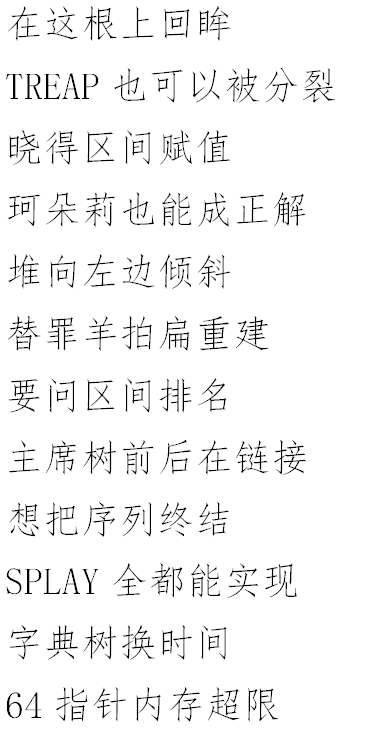 在这根上回眸
TREAP 也可以被分裂
晓得区间赋值
珂朵莉也能成正解
堆向左边倾斜
替罪羊拍扁重建
要问区间排名
主席树前后在链接
想把序列终结
SPLAY 全都能实现
字典树换时间
64 指针内存超限